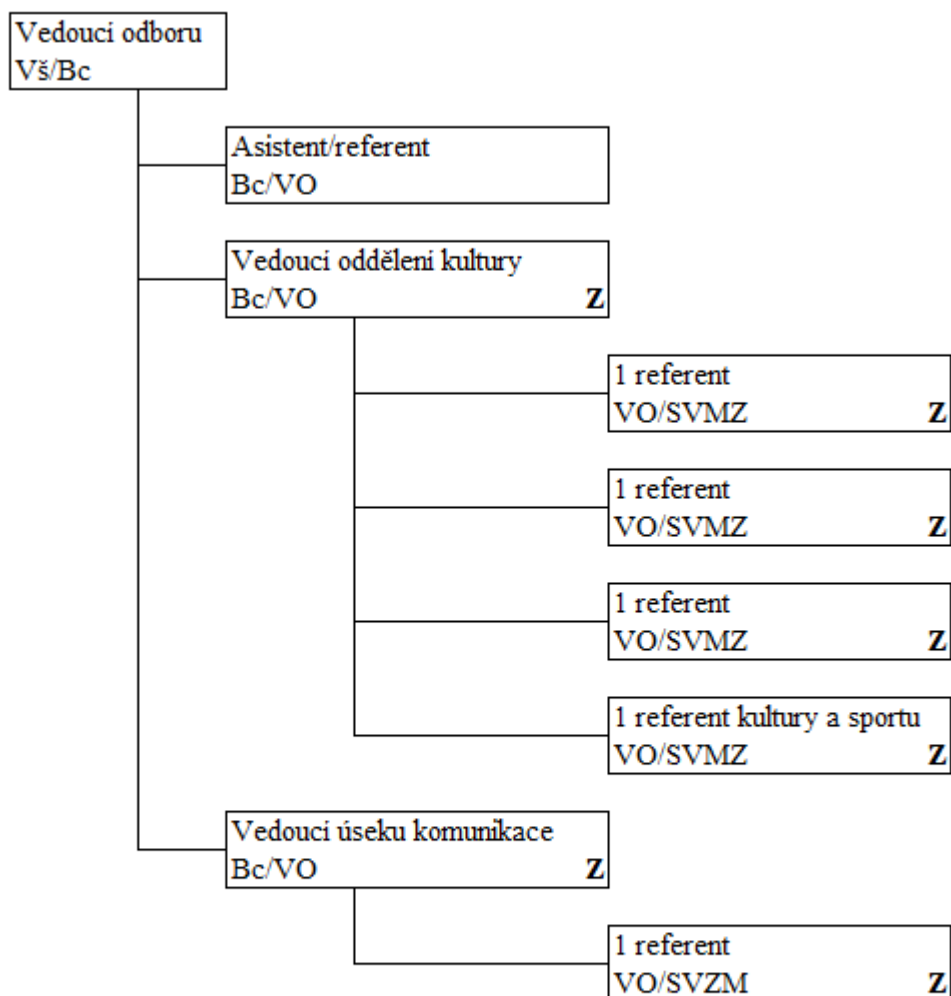 Vedoucí odboru
Vš/Bc
Asistent/referent
Bc/VO
Vedoucí oddělení kultury
Bc/VO Z
1 referent
VO/SVMZ Z
1 referent
VO/SVMZ Z
1 referent
VO/SVMZ Z
1 referent kultury a sportu
VO/SVMZ Z
Vedoucí úseku komunikace
Bc/VO Z
1 referent
VO/SVZM Z